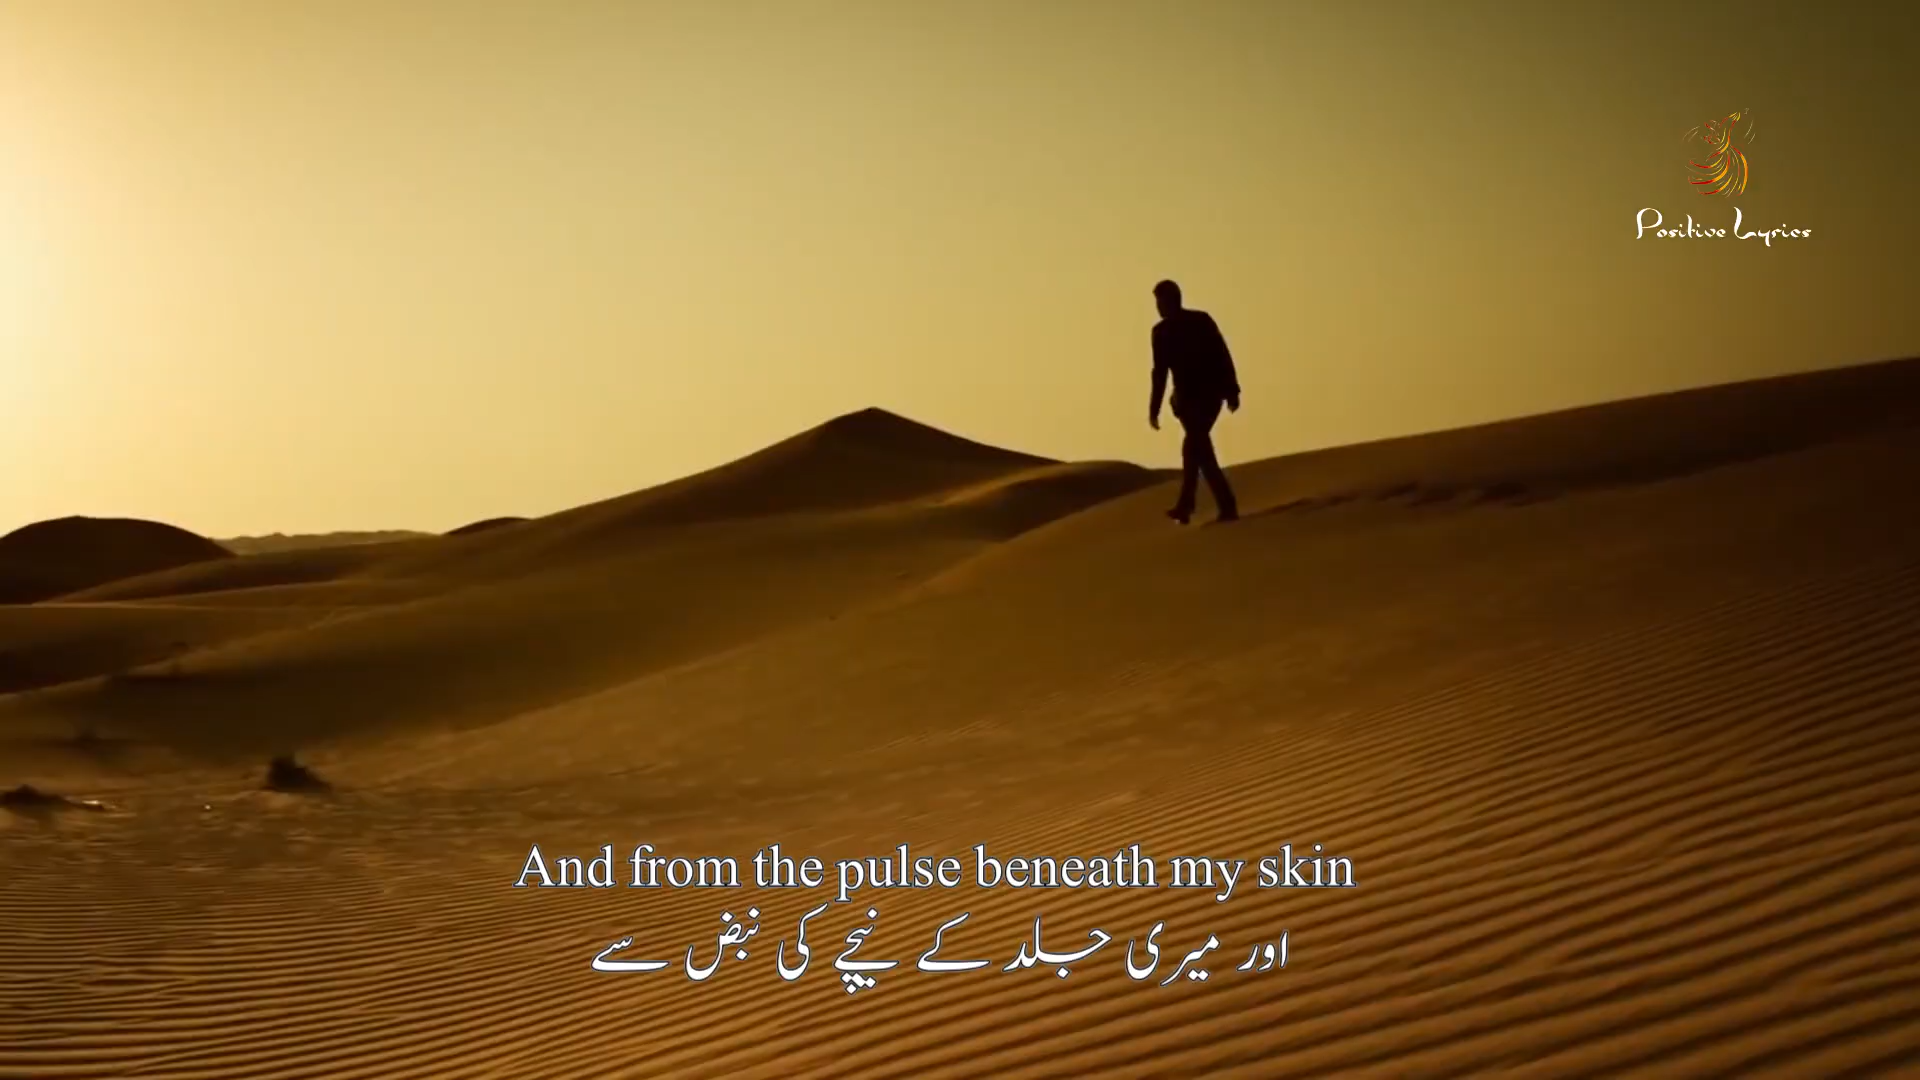 Positive Lyrics
And from the pulse beneath my skin
اور میری جلد کے نیچے کی نبض سے